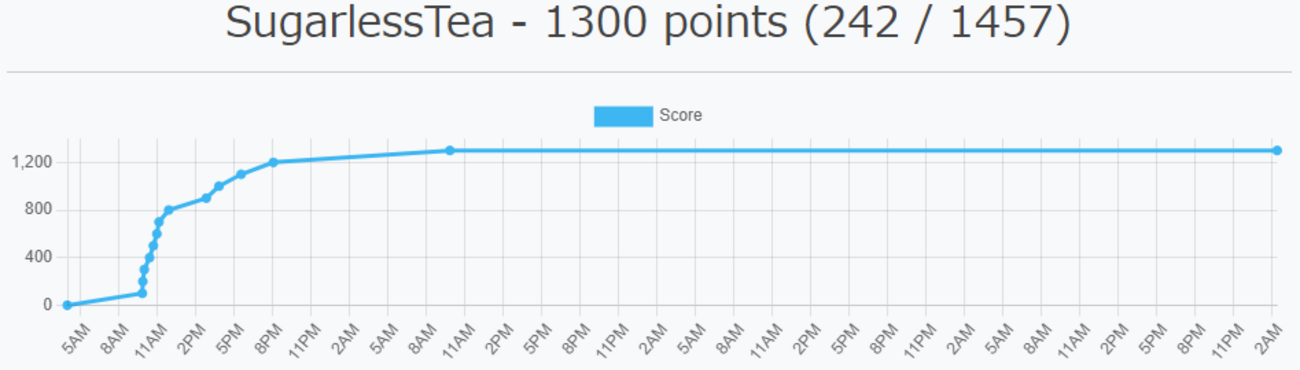 SugarlessTea - 1300 points (242 / 1457)
Score
1,200
800
400
0
5AM 8AM 11AM 2PM 5PM 8PM 11PM 2AM 5AM 8AM 11AM 2PM 5PM 8PM 11PM 2AM 5AM 8AM 11AM 2PM 5PM 8PM 11PM 2AM 5AM 8AM 11AM 2PM 5PM 8PM 11PM 2AM